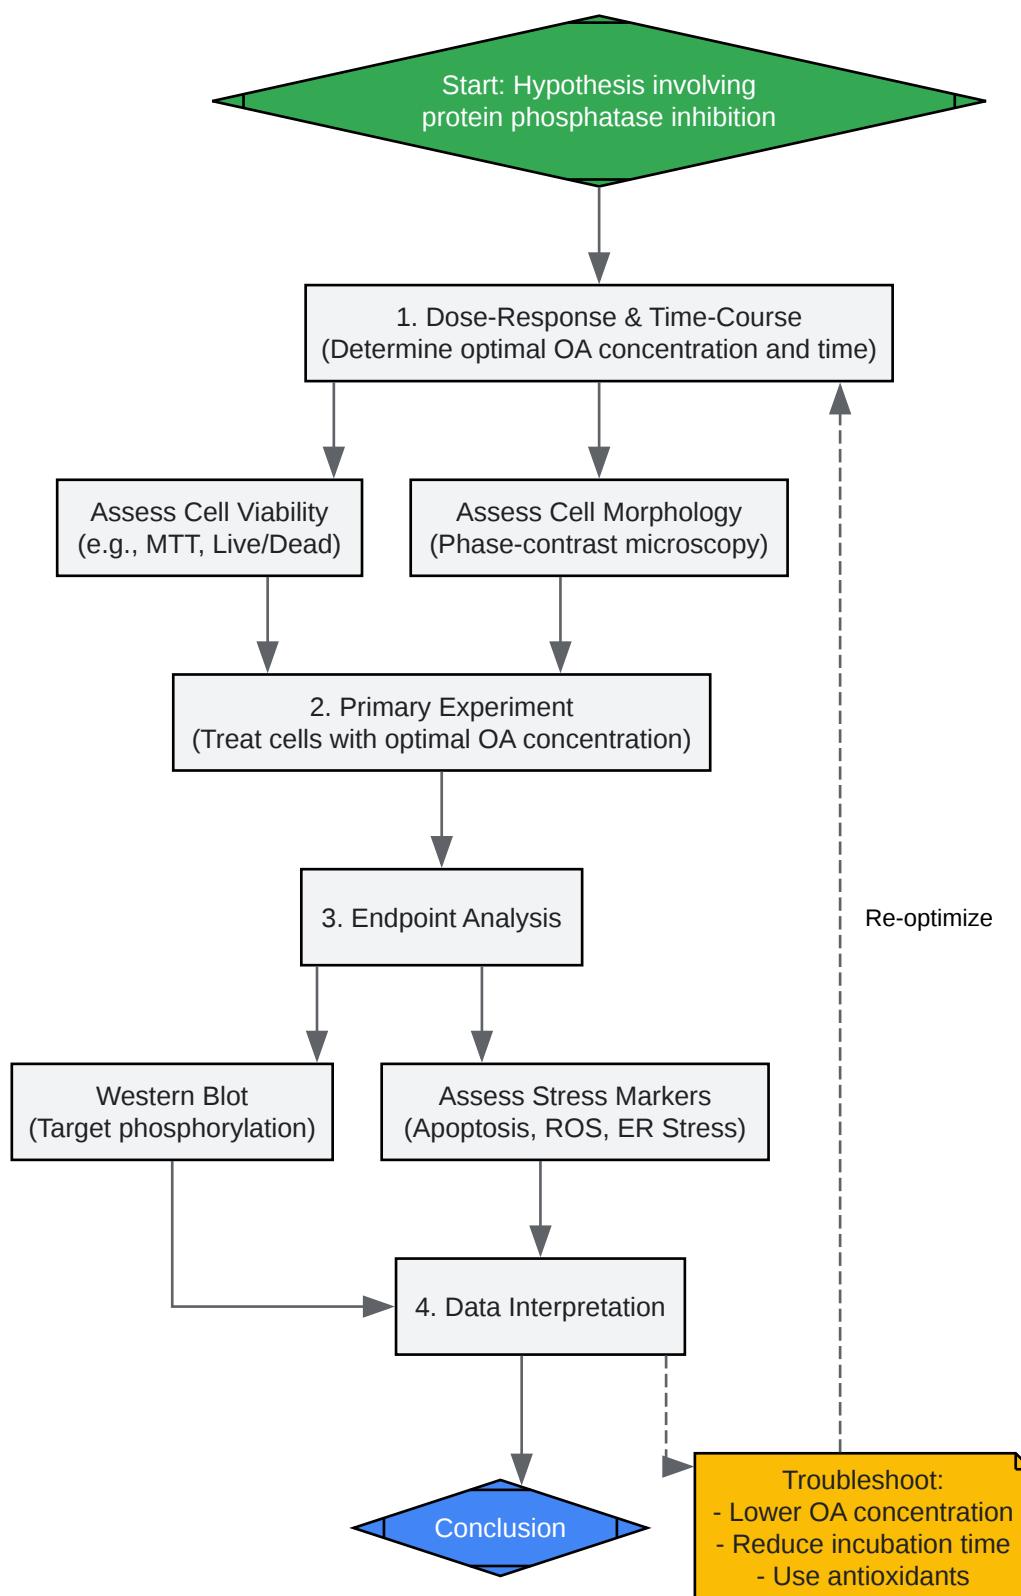 Start: Hypothesis involving
protein phosphatase inhibition
1. Dose-Response & Time-Course
(Determine optimal OA concentration and time)
Assess Cell Viability
(e.g., MTT, Live/Dead)
Assess Cell Morphology
(Phase-contrast microscopy)
2. Primary Experiment
(Treat cells with optimal OA concentration)
3. Endpoint Analysis
Re-optimize
Western Blot
(Target phosphorylation)
Assess Stress Markers
(Apoptosis, ROS, ER Stress)
4. Data Interpretation
Conclusion
Troubleshoot:
- Lower OA concentration
- Reduce incubation time
- Use antioxidants